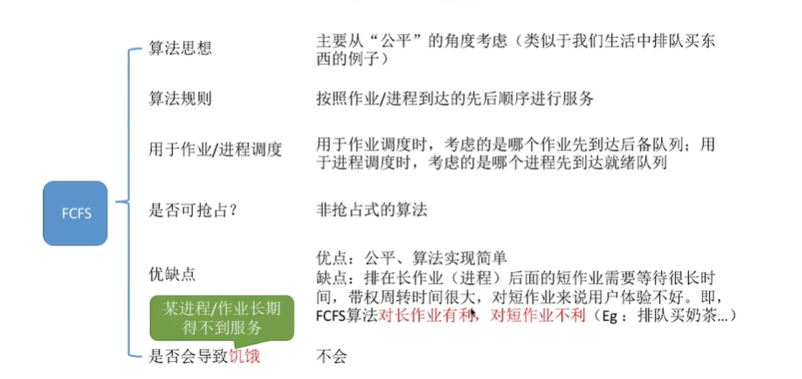 算法思想
主要从“公平”的角度考虑（类似于我们生活中排队买东
西的例子）
算法规则
按照作业/进程到达的先后顺序进行服务
用于作业/进程调度
用于作业调度时，考虑的是哪个作业先到达后备队列；用
于进程调度时，考虑的是哪个进程先到达就绪队列
FCFS
是否可抢占？
非抢占式的算法
优缺点
优点：公平、算法实现简单
缺点：排在长作业（进程）后面的短作业需要等待很长时
间，带权周转时间很大，对短作业来说用户体验不好。即，
FCFS算法对长作业有利，对短作业不利（Eg：排队买奶茶...）
某进程/作业长期
得不到服务
是否会导致饥饿
不会